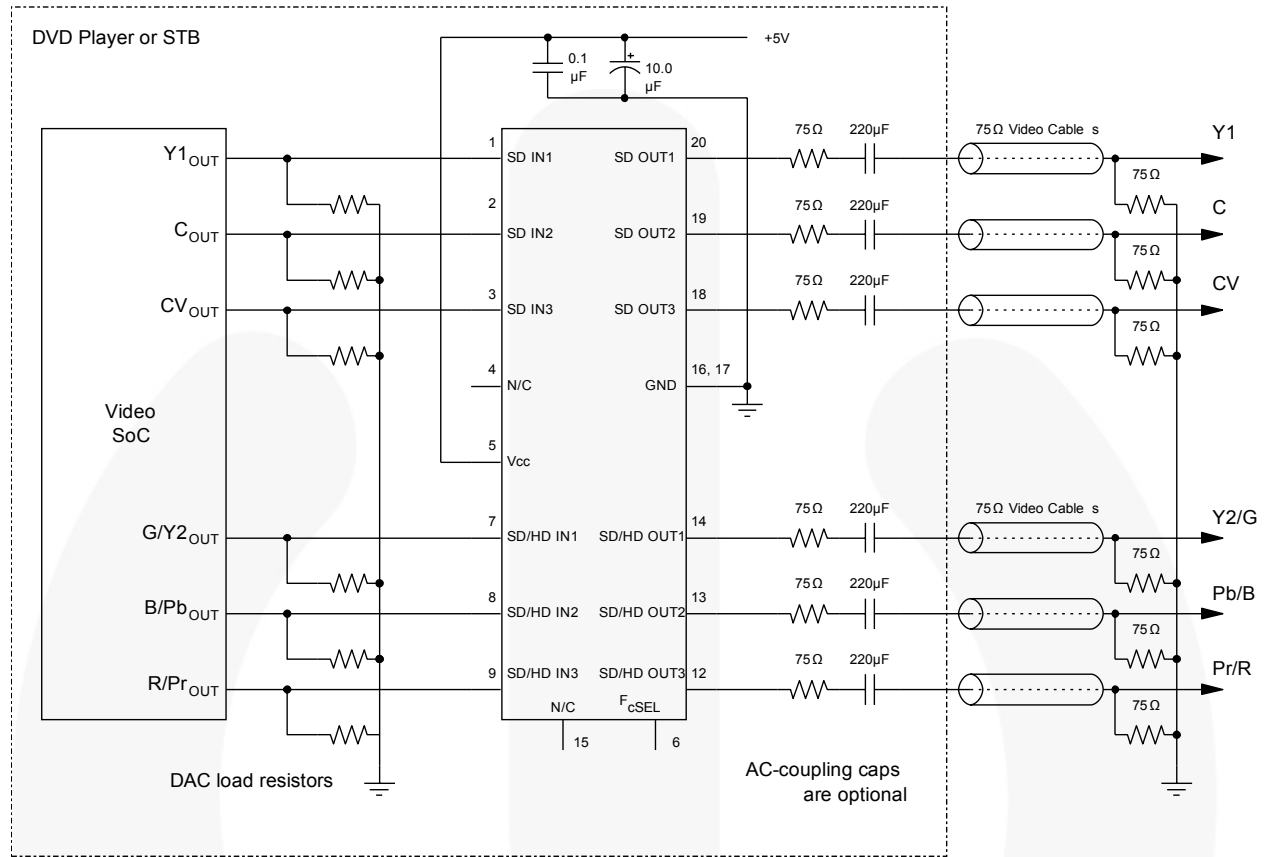 DVD Player or STB
+5V
0.1
µF
+
10.0
µF
Y1OUT
COUT
CVOUT
Video
SoC
G/Y2OUT
B/PbOUT
R/PrOUT
DAC load resistors
1
SD IN1
2
SD IN2
3
SD IN3
4
N/C
5
Vcc
7
SD/HD IN1
8
SD/HD IN2
9
SD/HD IN3
N/C
15
FcSEL
6
20
SD OUT1
19
SD OUT2
18
SD OUT3
16, 17
GND
14
SD/HD OUT1
13
SD/HD OUT2
12
SD/HD OUT3
75Ω 220µF
75Ω 220µF
75Ω 220µF
75Ω 220µF
75Ω 220µF
75Ω 220µF
AC-coupling caps
are optional
75Ω Video Cable s
Y1
75Ω
C
75Ω
CV
75Ω
75Ω Video Cable s
Y2/G
75Ω
Pb/B
75Ω
Pr/R
75Ω